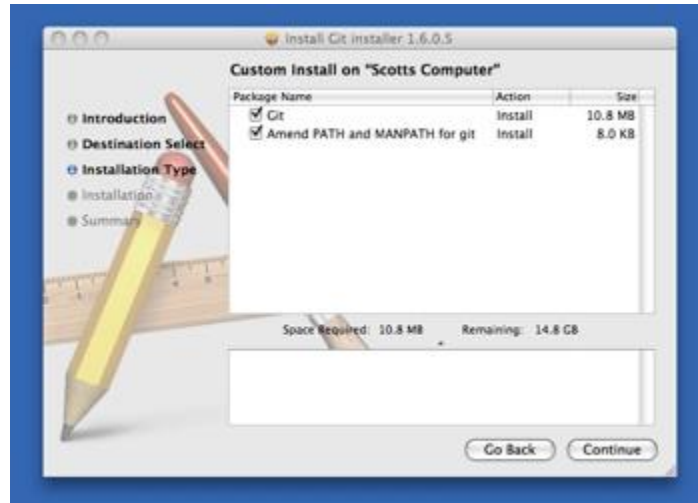 Install Git installer 1.6.0.5
Custom Install on "Scotts Computer"
Package Name Action Size
Git Install 10.8 MB
Amend PATH and MANPATH for git Install 8.0 KB
Introduction
Destination Select
Installation Type
Installation
Summary
Space Required: 10.8 MB Remaining: 14.8 GB
Go Back Continue